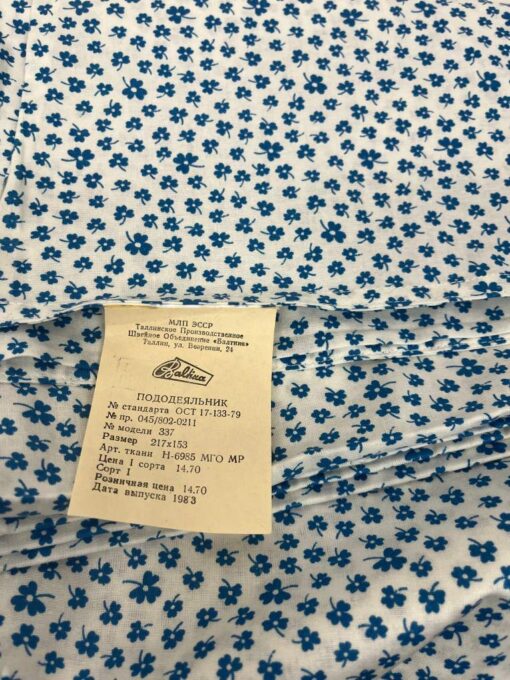 МЛП ЭССР
Таллинское Производственное
Швейное Объединение «Балтика»
Таллин, ул. Вееренни, 24
Baltika
ПОДОДЕЯЛЬНИК
№ стандарта ОСТ 17-133-79
№ пр. 045/802-0211
№ модели 337
Размер 217х153
Арт. ткани Н-6985 МГО МР
Цена I сорта 14.70
Сорт 1
Розничная цена 14.70
Дата выпуска 1983